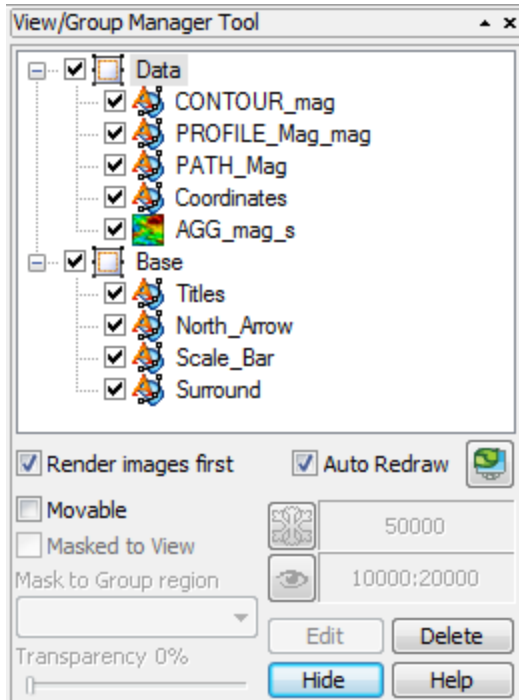 View/Group Manager Tool
Data
CONTOUR_mag
PROFILE_Mag_mag
PATH_Mag
Coordinates
AGG_mag_s
Base
Titles
North_Arrow
Scale_Bar
Surround
Render images first Auto Redraw
Movable 50000
Masked to View
Mask to Group region 10000:20000
Edit Delete
Transparency 0%
Hide Help